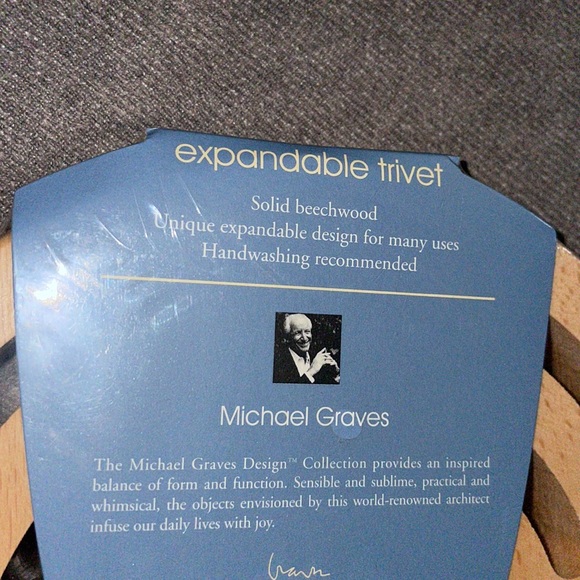 expandable trivet
Solid beechwood
Unique expandable design for many uses
Handwashing recommended
Michael Graves
The Michael Graves Design™ Collection provides an inspired
balance of form and function. Sensible and sublime, practical and
whimsical, the objects envisioned by this world-renowned architect
infuse our daily lives with joy.